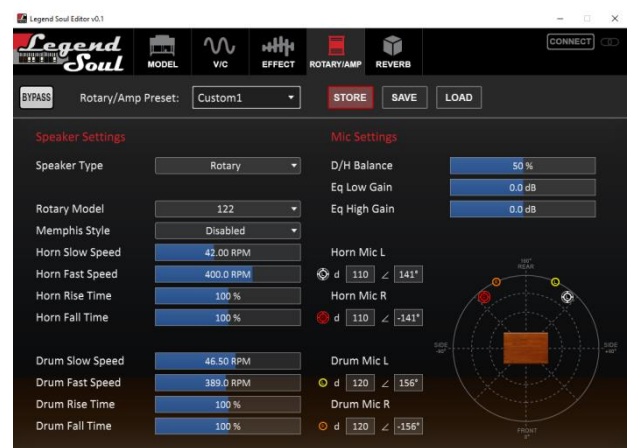 Legend Soul Editor v0.1
Legend
Soul
MODEL
V/C
EFFECT
ROTARY/AMP
REVERB
CONNECT
BYPASS
Rotary/Amp Preset:
Custom1
STORE
SAVE
LOAD
Speaker Settings
Speaker Type
Rotary
Rotary Model
122
Memphis Style
Disabled
Horn Slow Speed
42.00 RPM
Horn Fast Speed
400.0 RPM
Horn Rise Time
100 %
Horn Fall Time
100 %
Drum Slow Speed
46.50 RPM
Drum Fast Speed
389.0 RPM
Drum Rise Time
100 %
Drum Fall Time
100 %
Mic Settings
D/H Balance
50 %
Eq Low Gain
0.0 dB
Eq High Gain
0.0 dB
Horn Mic L
d 110 ∠ 141°
Horn Mic R
d 110 ∠ -141°
Drum Mic L
d 120 ∠ 156°
Drum Mic R
d 120 ∠ -156°
REAR
SIDE
SIDE
FRONT